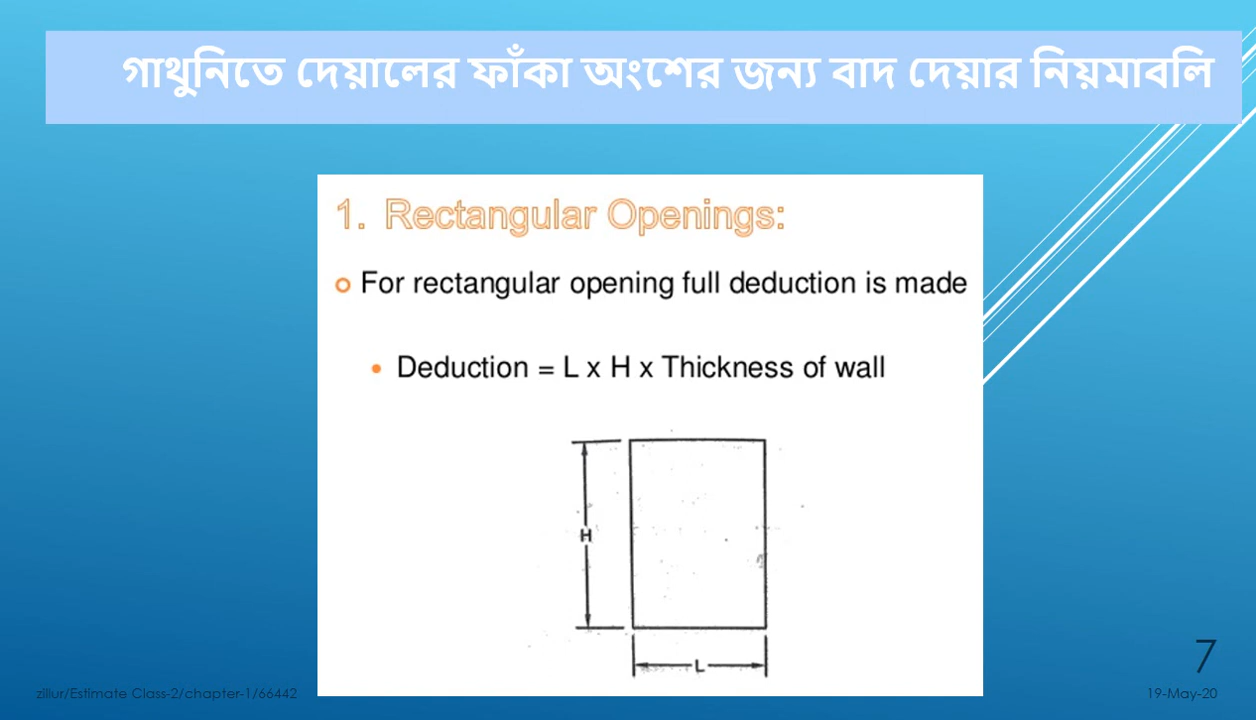 গাথুনিতে দেয়ালের ফাঁকা অংশের জন্য বাদ দেয়ার নিয়মাবলি
1. Rectangular Openings:
For rectangular opening full deduction is made
• Deduction = L x H x Thickness of wall
H
L
7
zillur/Estimate Class-2/chapter-1/66442
19-May-20